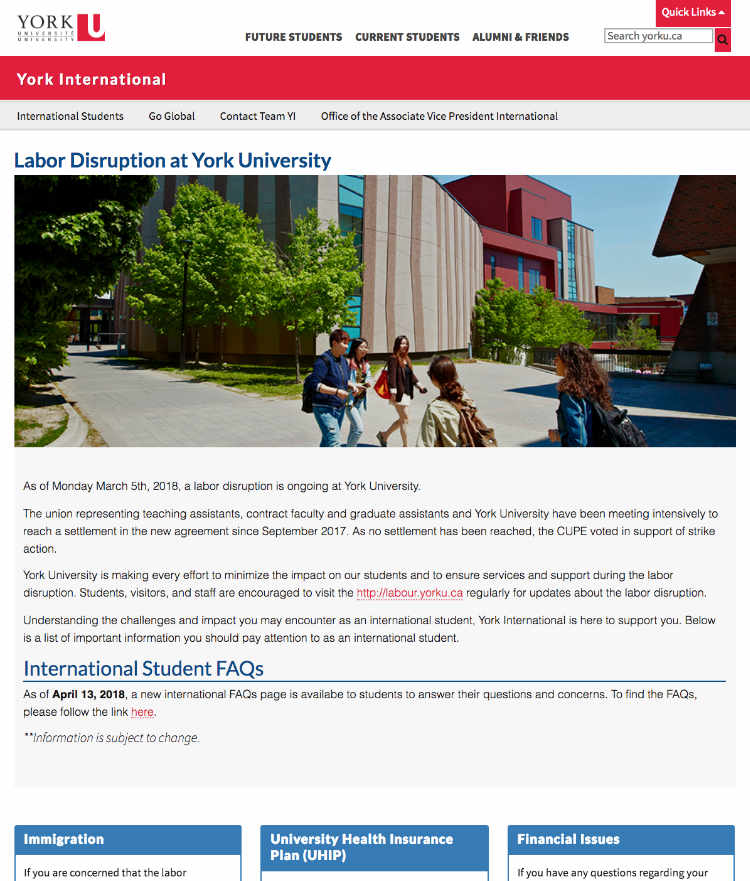 Quick Links
YORK
UNIVERSITÉ
UNIVERSITY
FUTURE STUDENTS CURRENT STUDENTS ALUMNI & FRIENDS
Search yorku.ca
York International
International Students Go Global Contact Team YI Office of the Associate Vice President International
Labor Disruption at York University
As of Monday March 5th, 2018, a labor disruption is ongoing at York University.
The union representing teaching assistants, contract faculty and graduate assistants and York University have been meeting intensively to
reach a settlement in the new agreement since September 2017. As no settlement has been reached, the CUPE voted in support of strike
action.
York University is making every effort to minimize the impact on our students and to ensure services and support during the labor
disruption. Students, visitors, and staff are encouraged to visit the http://labour.yorku.ca regularly for updates about the labor disruption.
Understanding the challenges and impact you may encounter as an international student, York International is here to support you. Below
is a list of important information you should pay attention to as an international student.
International Student FAQs
As of April 13, 2018, a new international FAQs page is availabe to students to answer their questions and concerns. To find the FAQs,
please follow the link here.
**Information is subject to change.
Immigration
If you are concerned that the labor
University Health Insurance
Plan (UHIP)
Financial Issues
If you have any questions regarding your